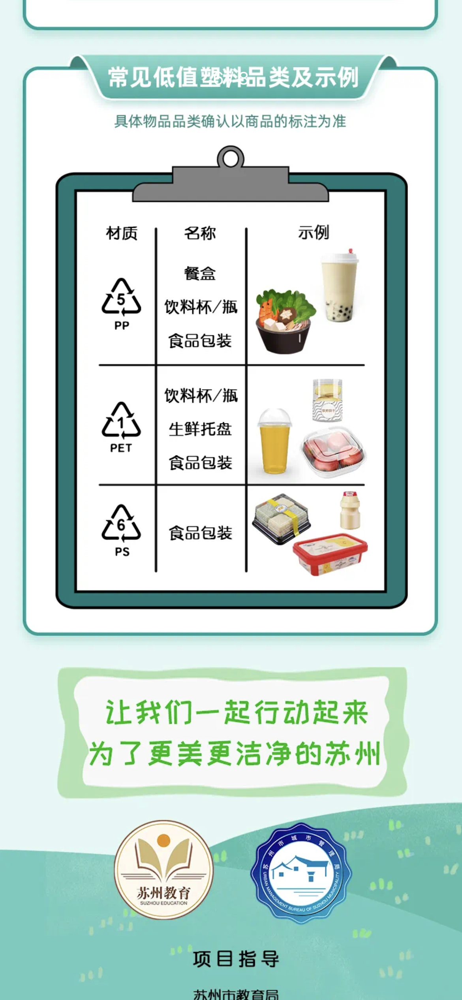 常见低值塑料品类及示例
6 / 8
具体物品品类确认以商品的标注为准
材质
名称
示例
5
PP
餐盒
饮料杯/瓶
食品包装
1
PET
饮料杯/瓶
生鲜托盘
食品包装
烘焙饼干
6
PS
食品包装
让我们一起行动起来
为了更美更洁净的苏州
苏州教育
SUZHOU EDUCATION
苏州市城市管理局
URBAN MANAGEMENT BUREAU OF SUZHOU MUNICIPALITY
项目指导
苏州市教育局